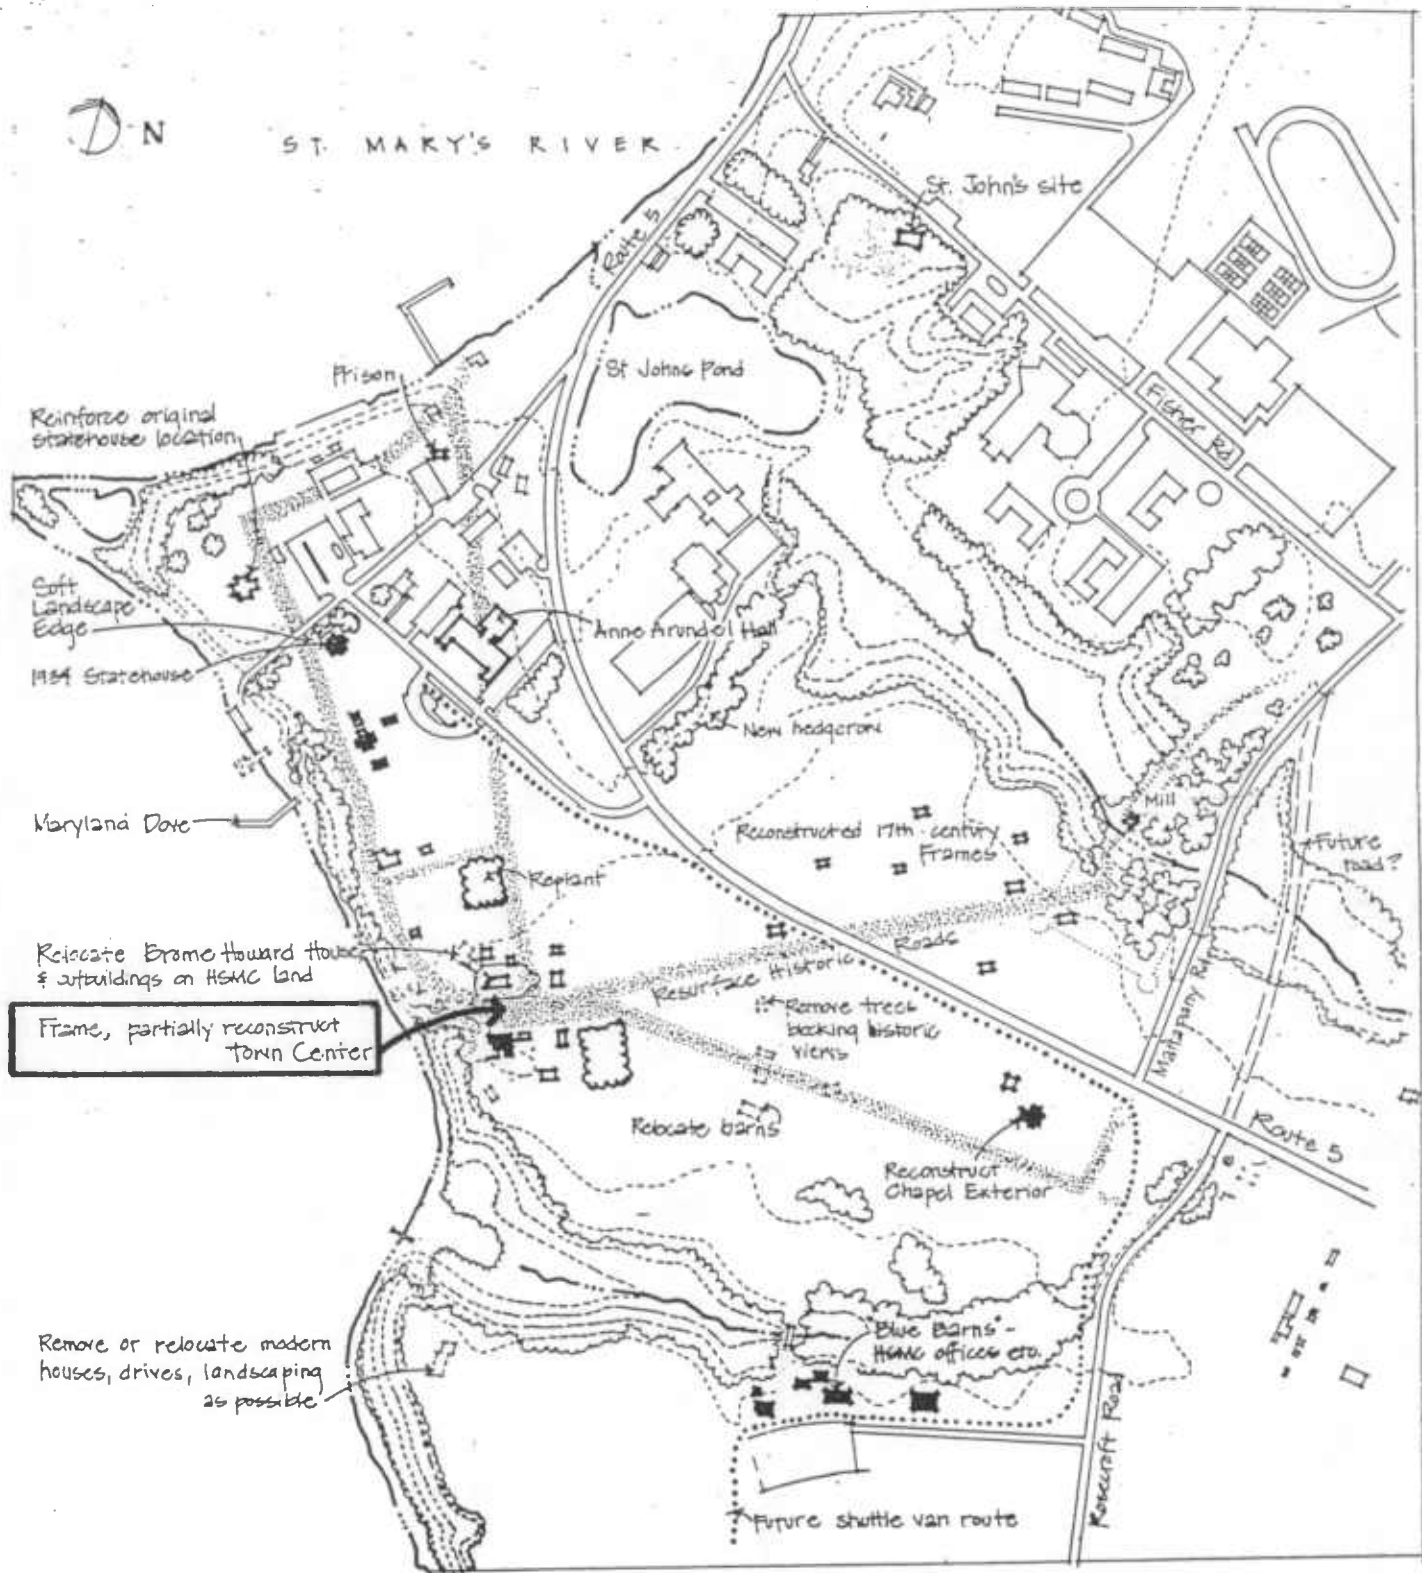 N
ST. MARY'S RIVER
St. John's site
Route 5
Prison
St Johns Pond
Reinforce original
statehouse location
Fisher Rd
Soft
Landscape
Edge
Anne Arundel Hall
1934 Statehouse
New hedgerow
Mill
Maryland Dove
Reconstructed 17th-century
Frames
Future
road?
Replant
Relocate Brome Howard House
& outbuildings on HSMC land
Resurface Historic Roads
Frame, partially reconstruct
Town Center
Remove trees
blocking historic
views
Mattapany Rd
Relocate barns
Route 5
Reconstruct
Chapel Exterior
Remove or relocate modern
houses, drives, landscaping
as possible
Blue Barns -
HSMC offices etc.
Rosecroft Road
Future shuttle van route